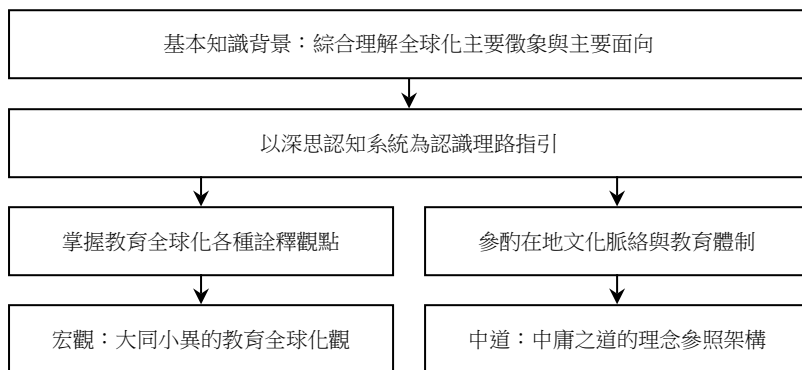 基本知識背景：綜合理解全球化主要徵象與主要面向
以深思認知系統為認識理路指引
掌握教育全球化各種詮釋觀點
參酌在地文化脈絡與教育體制
宏觀：大同小異的教育全球化觀
中道：中庸之道的理念參照架構